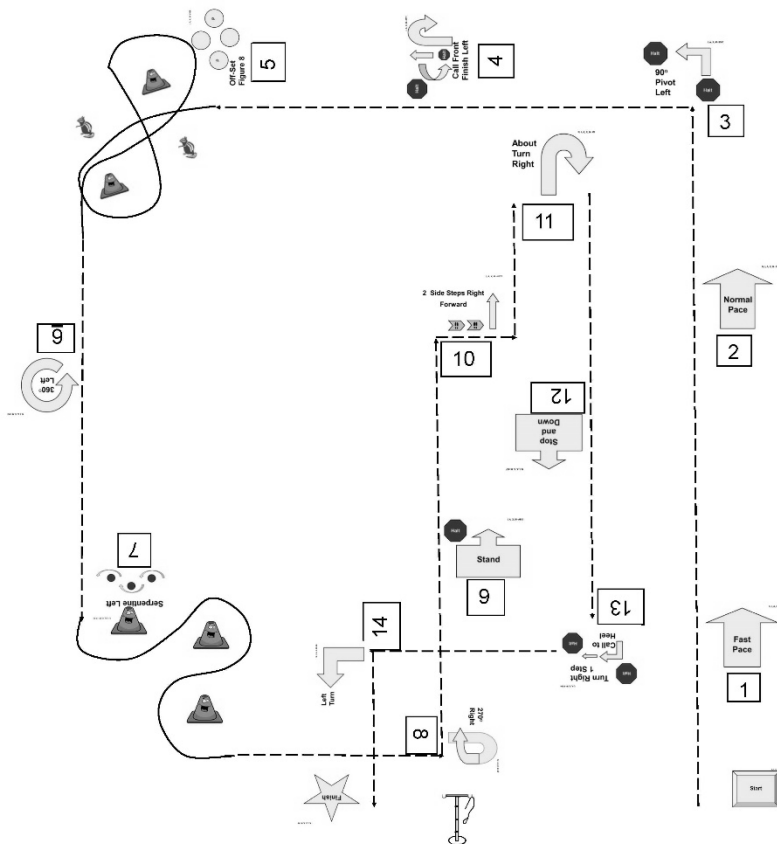 Start
1
Fast
Pace
2
Normal
Pace
3
Halt
Halt
90°
Pivot
Left
4
Halt
Call Front
Finish Left
5
Off-Set
Figure 8
6
360°
Left
7
Serpentine Left
8
270°
Right
9
Halt
Stand
10
2 Side Steps Right
Forward
11
About
Turn
Right
12
Stop
and
Down
13
Halt
Halt
Call to
Heel
Turn Right
1 Step
14
Left
Turn
Finish